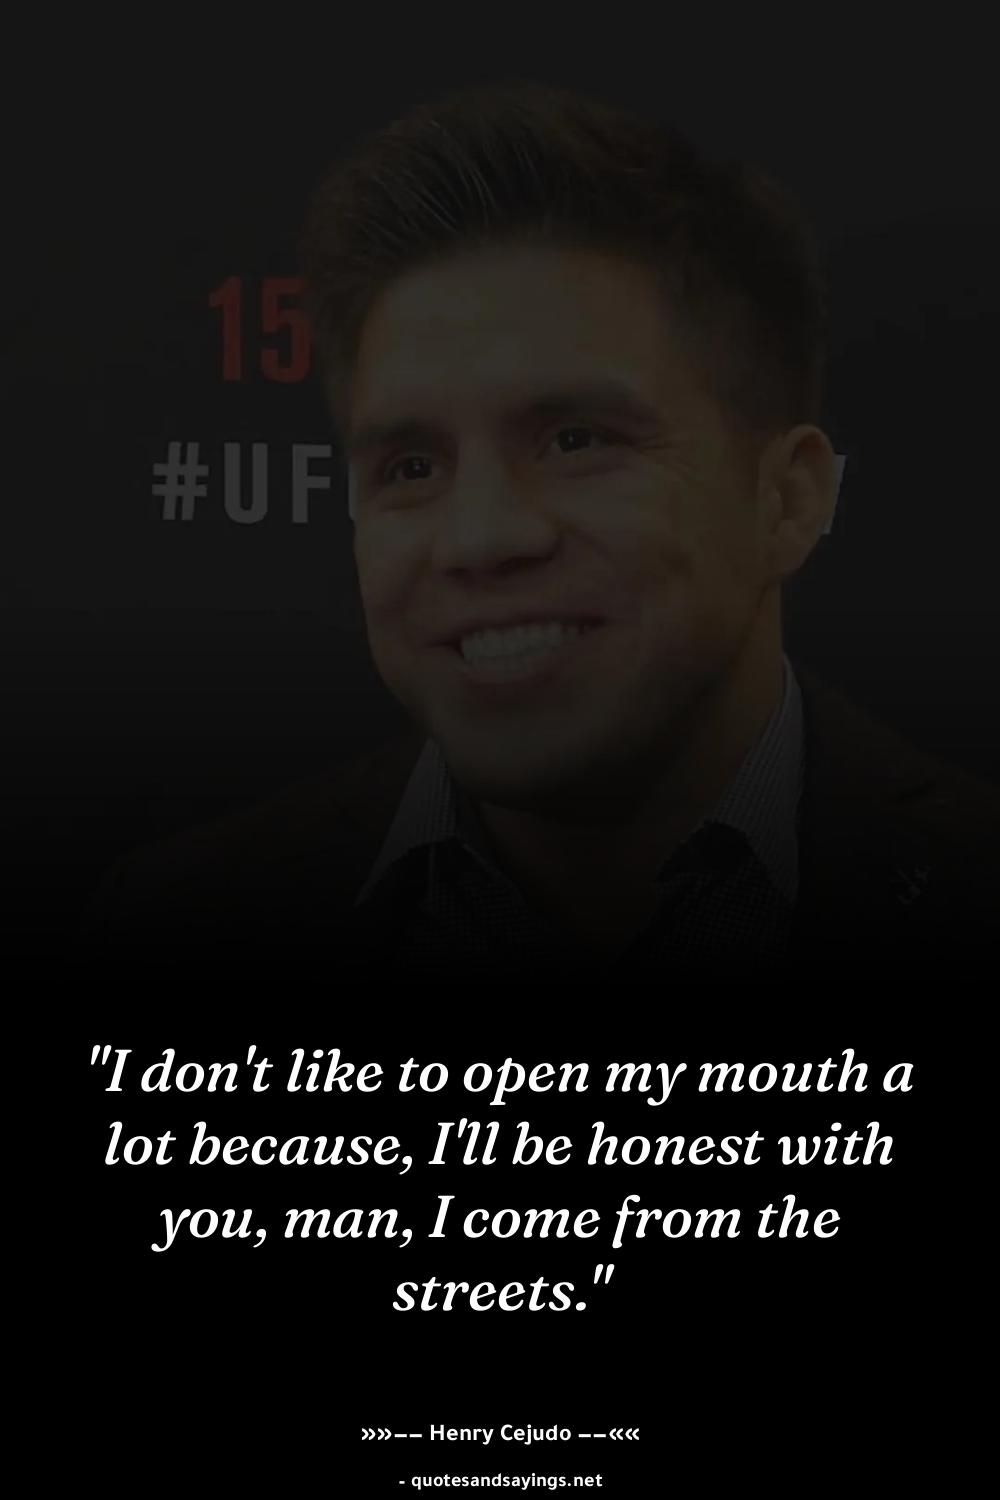 15
#UF
"I don't like to open my mouth a
lot because, I'll be honest with
you, man, I come from the
streets."
»»−− Henry Cejudo −−««
- quotesandsayings.net